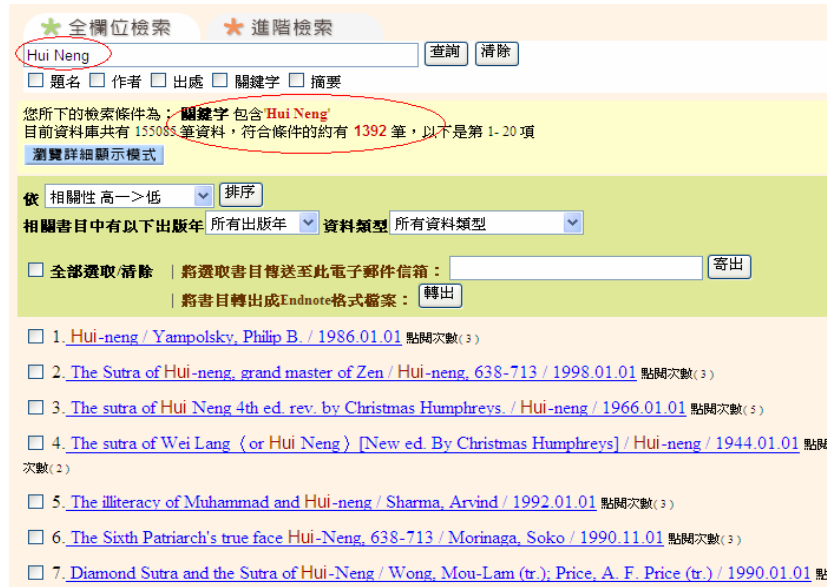 全欄位檢索 進階檢索
Hui Neng 查詢 清除
題名 作者 出處 關鍵字 摘要
您所下的檢索條件為： 關鍵字 包含'Hui Neng'
目前資料庫共有 155085 筆資料，符合條件的約有 1392 筆，以下是第 1- 20 項
瀏覽詳細顯示模式
依 相關性 高－＞低 排序
相關書目中有以下出版年 所有出版年 資料類型 所有資料類型
全部選取/清除 | 將選取書目傳送至此電子郵件信箱： 寄出
| 將書目轉出成Endnote格式檔案： 轉出
1. Hui-neng / Yampolsky, Philip B. / 1986.01.01 點閱次數(3)
2. The Sutra of Hui-neng, grand master of Zen / Hui-neng, 638-713 / 1998.01.01 點閱次數(3)
3. The sutra of Hui Neng 4th ed. rev. by Christmas Humphreys. / Hui-neng / 1966.01.01 點閱次數(5)
4. The sutra of Wei Lang〈or Hui Neng〉[New ed. By Christmas Humphreys] / Hui-neng / 1944.01.01 點閱
次數(2)
5. The illiteracy of Muhammad and Hui-neng / Sharma, Arvind / 1992.01.01 點閱次數(3)
6. The Sixth Patriarch's true face Hui-Neng, 638-713 / Morinaga, Soko / 1990.11.01 點閱次數(3)
7. Diamond Sutra and the Sutra of Hui-Neng / Wong, Mou-Lam (tr.); Price, A. F. Price (tr.) / 1990.01.01 點